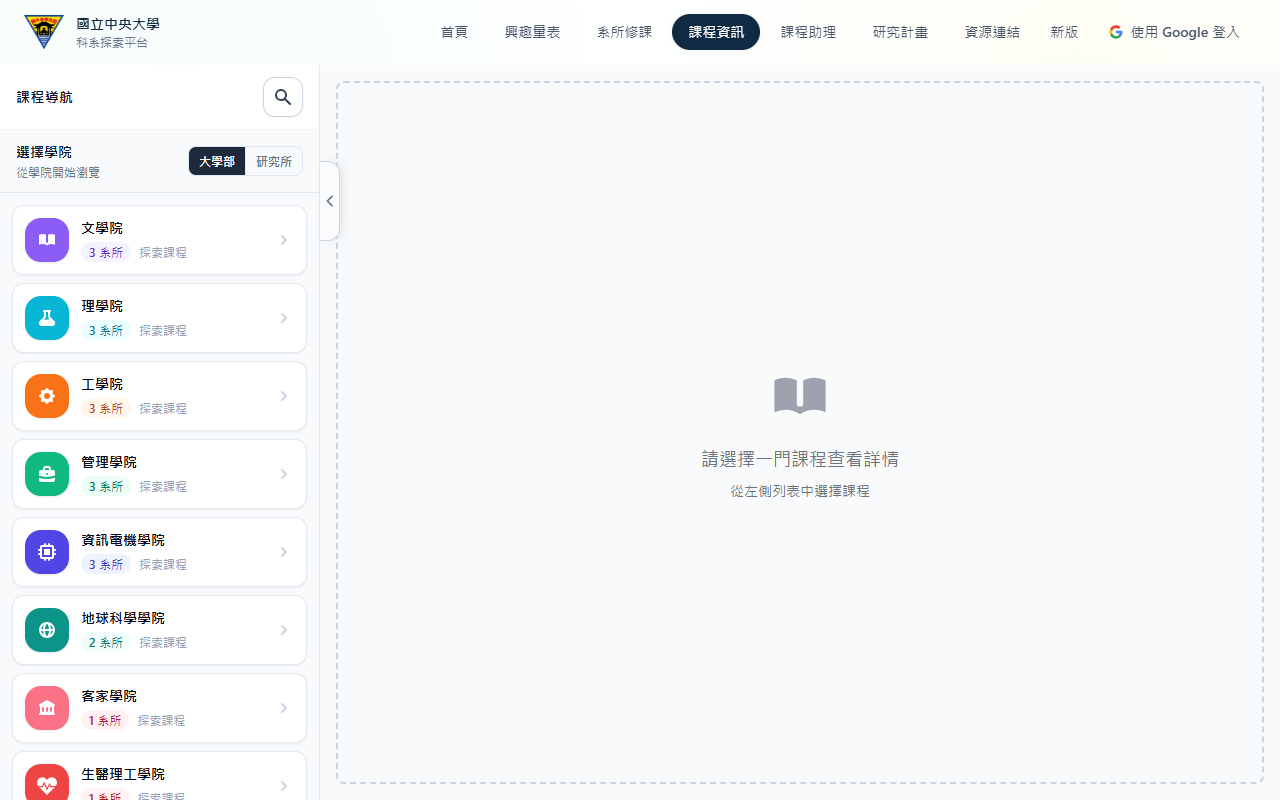 國立中央大學
科系探索平台
首頁
興趣量表
系所修課
課程資訊
課程助理
研究計畫
資源連結
新版
使用 Google 登入
課程導航
選擇學院
從學院開始瀏覽
大學部
研究所
文學院
3 系所 探索課程
理學院
3 系所 探索課程
工學院
3 系所 探索課程
管理學院
3 系所 探索課程
資訊電機學院
3 系所 探索課程
地球科學學院
2 系所 探索課程
客家學院
1 系所 探索課程
生醫理工學院
1 系所 探索課程
請選擇一門課程查看詳情
從左側列表中選擇課程